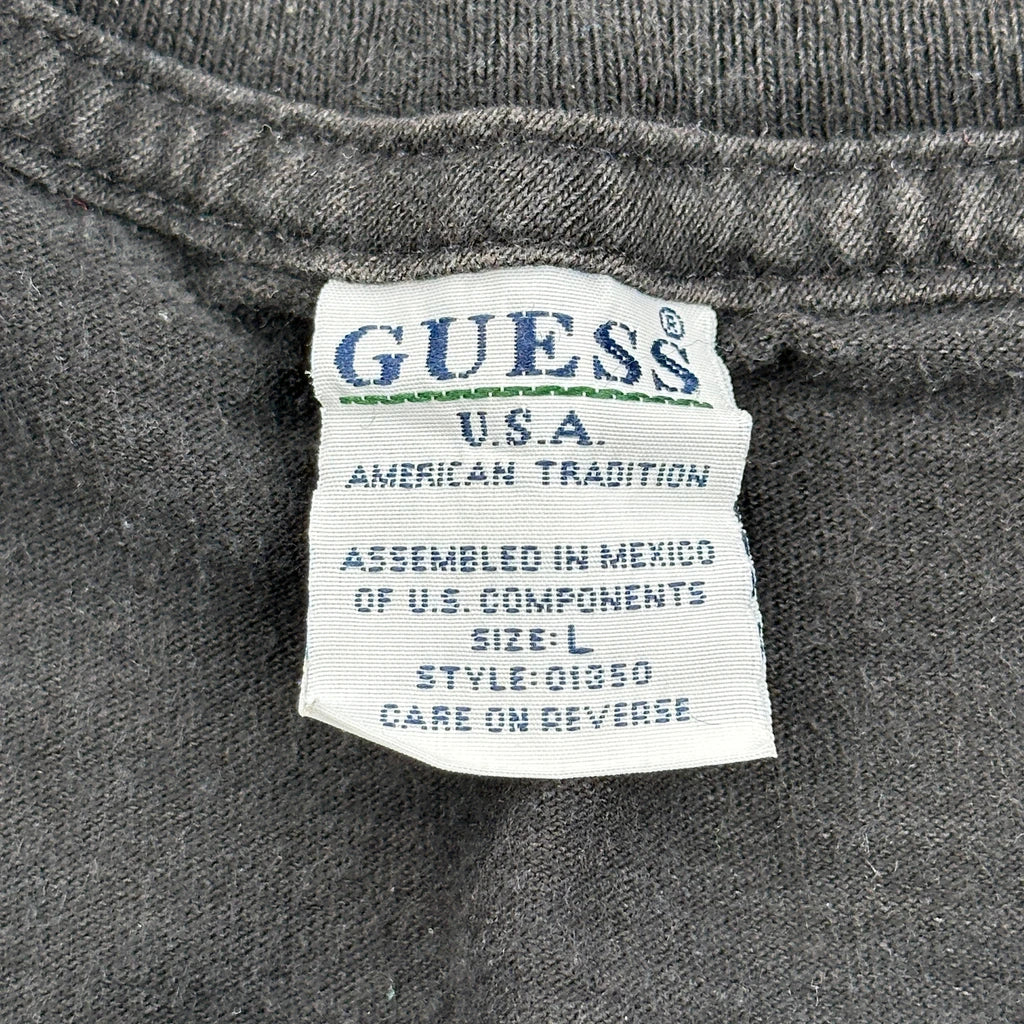 GUESS®
U.S.A.
AMERICAN TRADITION
ASSEMBLED IN MEXICO
OF U.S. COMPONENTS
SIZE: L
STYLE: 01350
CARE ON REVERSE